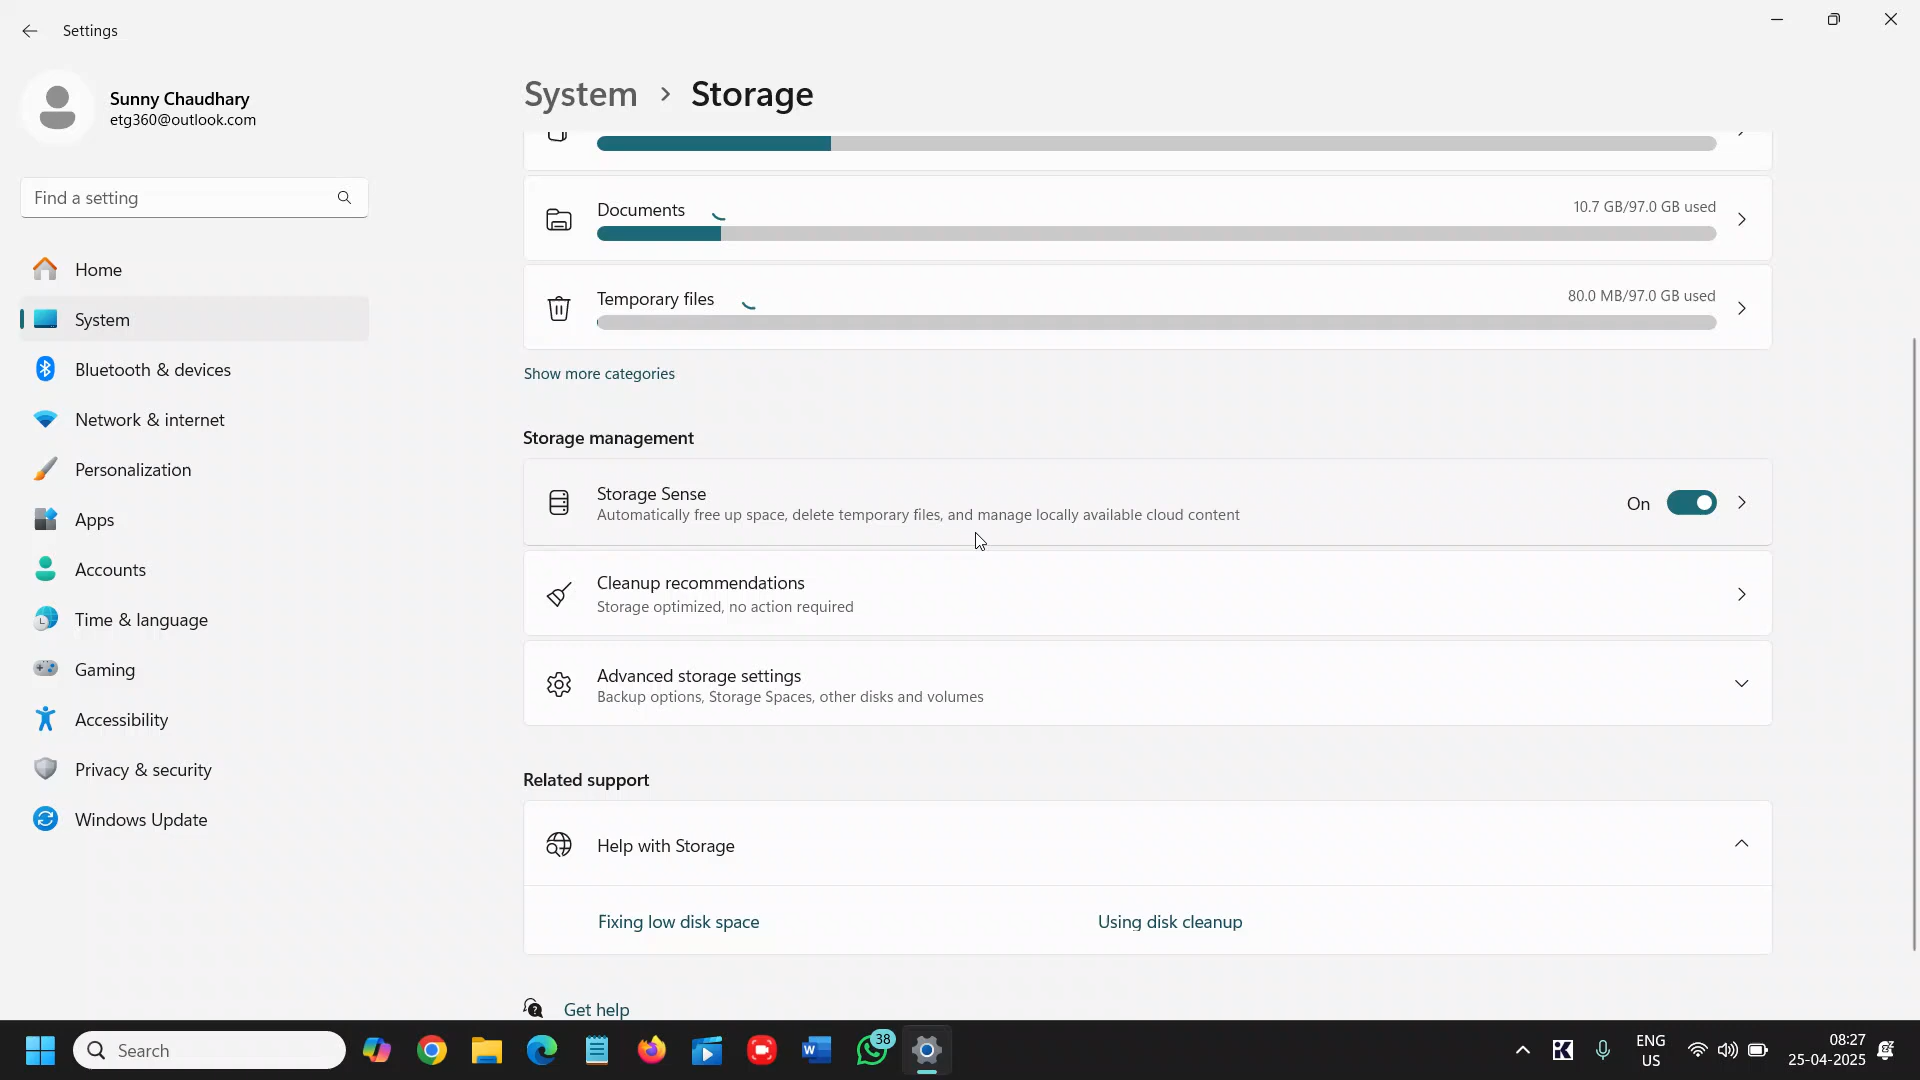 Settings
Sunny Chaudhary
etg360@outlook.com
Find a setting
Home
System
Bluetooth & devices
Network & internet
Personalization
Apps
Accounts
Time & language
Gaming
Accessibility
Privacy & security
Windows Update
System > Storage
Documents
10.7 GB/97.0 GB used
Temporary files
80.0 MB/97.0 GB used
Show more categories
Storage management
Storage Sense
Automatically free up space, delete temporary files, and manage locally available cloud content
On
Cleanup recommendations
Storage optimized, no action required
Advanced storage settings
Backup options, Storage Spaces, other disks and volumes
Related support
Help with Storage
Fixing low disk space
Using disk cleanup
Get help
Search
38
ENG
US
08:27
25-04-2025